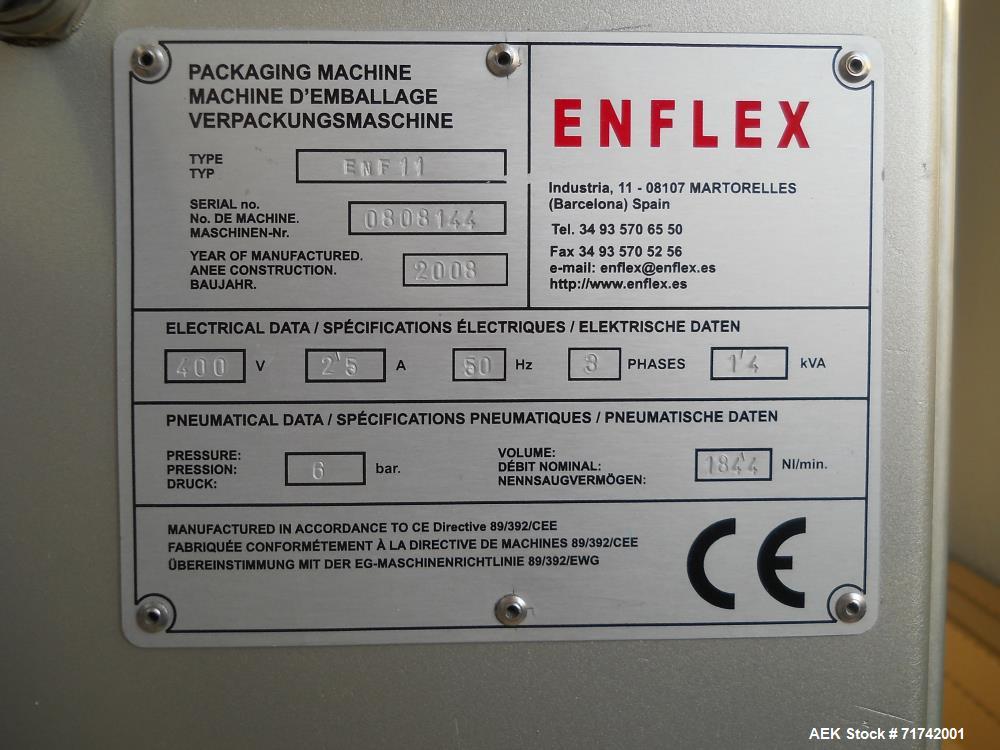 PACKAGING MACHINE
MACHINE D'EMBALLAGE
VERPACKUNGSMASCHINE
TYPE
TYP
ENF11
SERIAL no.
No. DE MACHINE.
MASCHINEN-Nr.
0808144
YEAR OF MANUFACTURED.
ANEE CONSTRUCTION.
BAUJAHR.
2008
ENFLEX
Industria, 11 - 08107 MARTORELLES
(Barcelona) Spain
Tel. 34 93 570 65 50
Fax 34 93 570 52 56
e-mail: enflex@enflex.es
http://www.enflex.es
ELECTRICAL DATA / SPÉCIFICATIONS ÉLECTRIQUES / ELEKTRISCHE DATEN
400 V 2'5 A 50 Hz 3 PHASES 1'4 kVA
PNEUMATICAL DATA / SPÉCIFICATIONS PNEUMATIQUES / PNEUMATISCHE DATEN
PRESSURE:
PRESSION:
DRUCK:
6 bar.
VOLUME:
DÉBIT NOMINAL:
NENNSAUGVERMÖGEN:
184'4 Nl/min.
MANUFACTURED IN ACCORDANCE TO CE Directive 89/392/CEE
FABRIQUÉE CONFORMÉTEMENT À LA DIRECTIVE DE MACHINES 89/392/CEE
ÜBEREINSTIMMUNG MIT DER EG-MASCHINENRICHTLINIE 89/392/EWG
CE
AEK Stock # 71742001